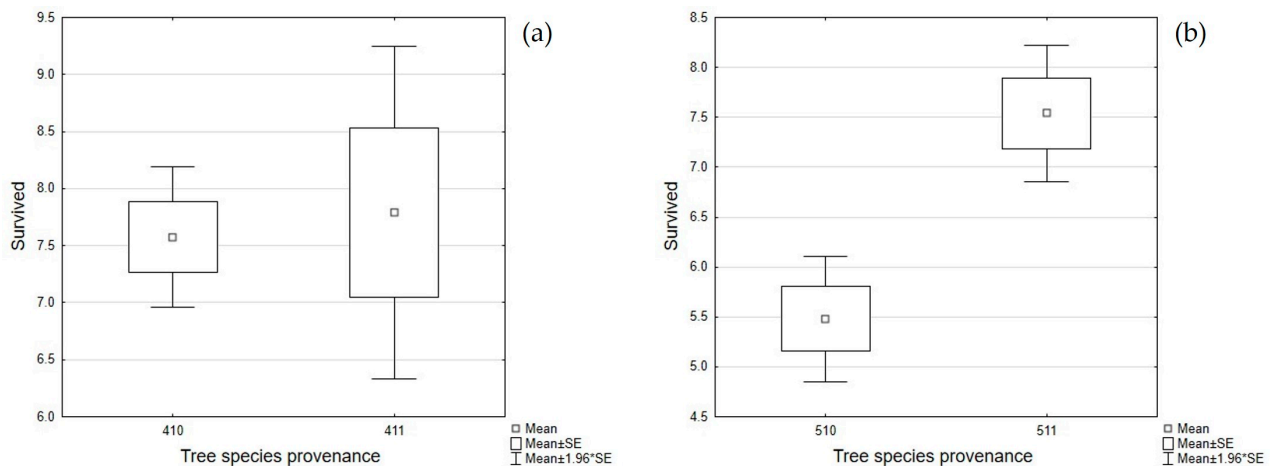 (a)
9.5
9.0
8.5
8.0
7.5
7.0
6.5
6.0
Survived
410 411
Tree species provenance
Mean
Mean±SE
Mean±1.96*SE
(b)
8.5
8.0
7.5
7.0
6.5
6.0
5.5
5.0
4.5
Survived
510 511
Tree species provenance
Mean
Mean±SE
Mean±1.96*SE